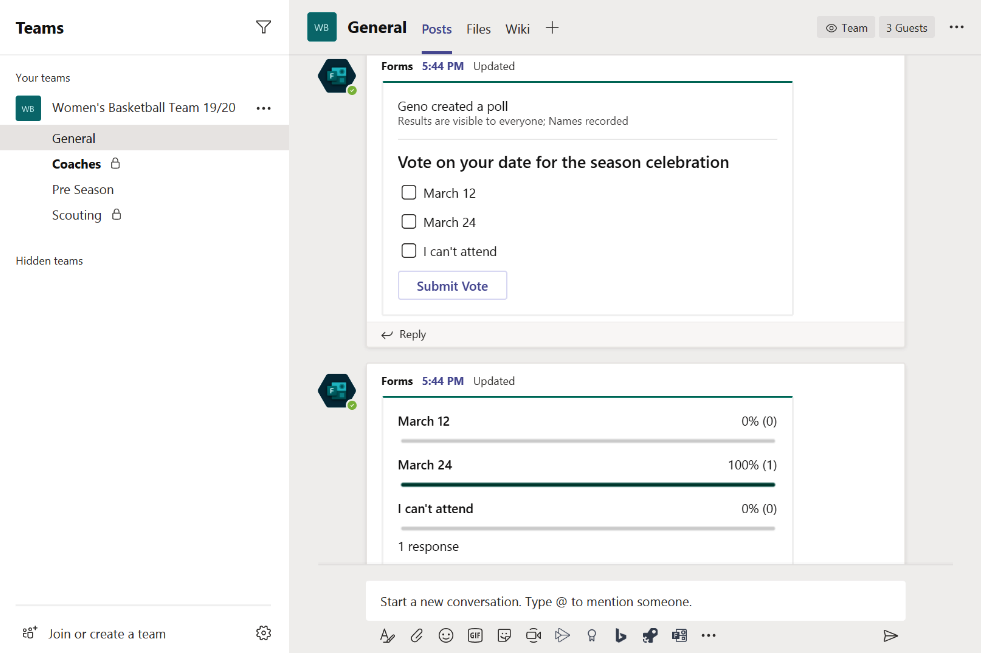 Teams
Your teams
WB
Women's Basketball Team 19/20
General
Coaches
Pre Season
Scouting
Hidden teams
Join or create a team
WB
General
Posts
Files
Wiki
Team
3 Guests
F
Forms 5:44 PM Updated
Geno created a poll
Results are visible to everyone; Names recorded
Vote on your date for the season celebration
March 12
March 24
I can't attend
Submit Vote
Reply
F
Forms 5:44 PM Updated
March 12 0% (0)
March 24 100% (1)
I can't attend 0% (0)
1 response
Start a new conversation. Type @ to mention someone.
GIF